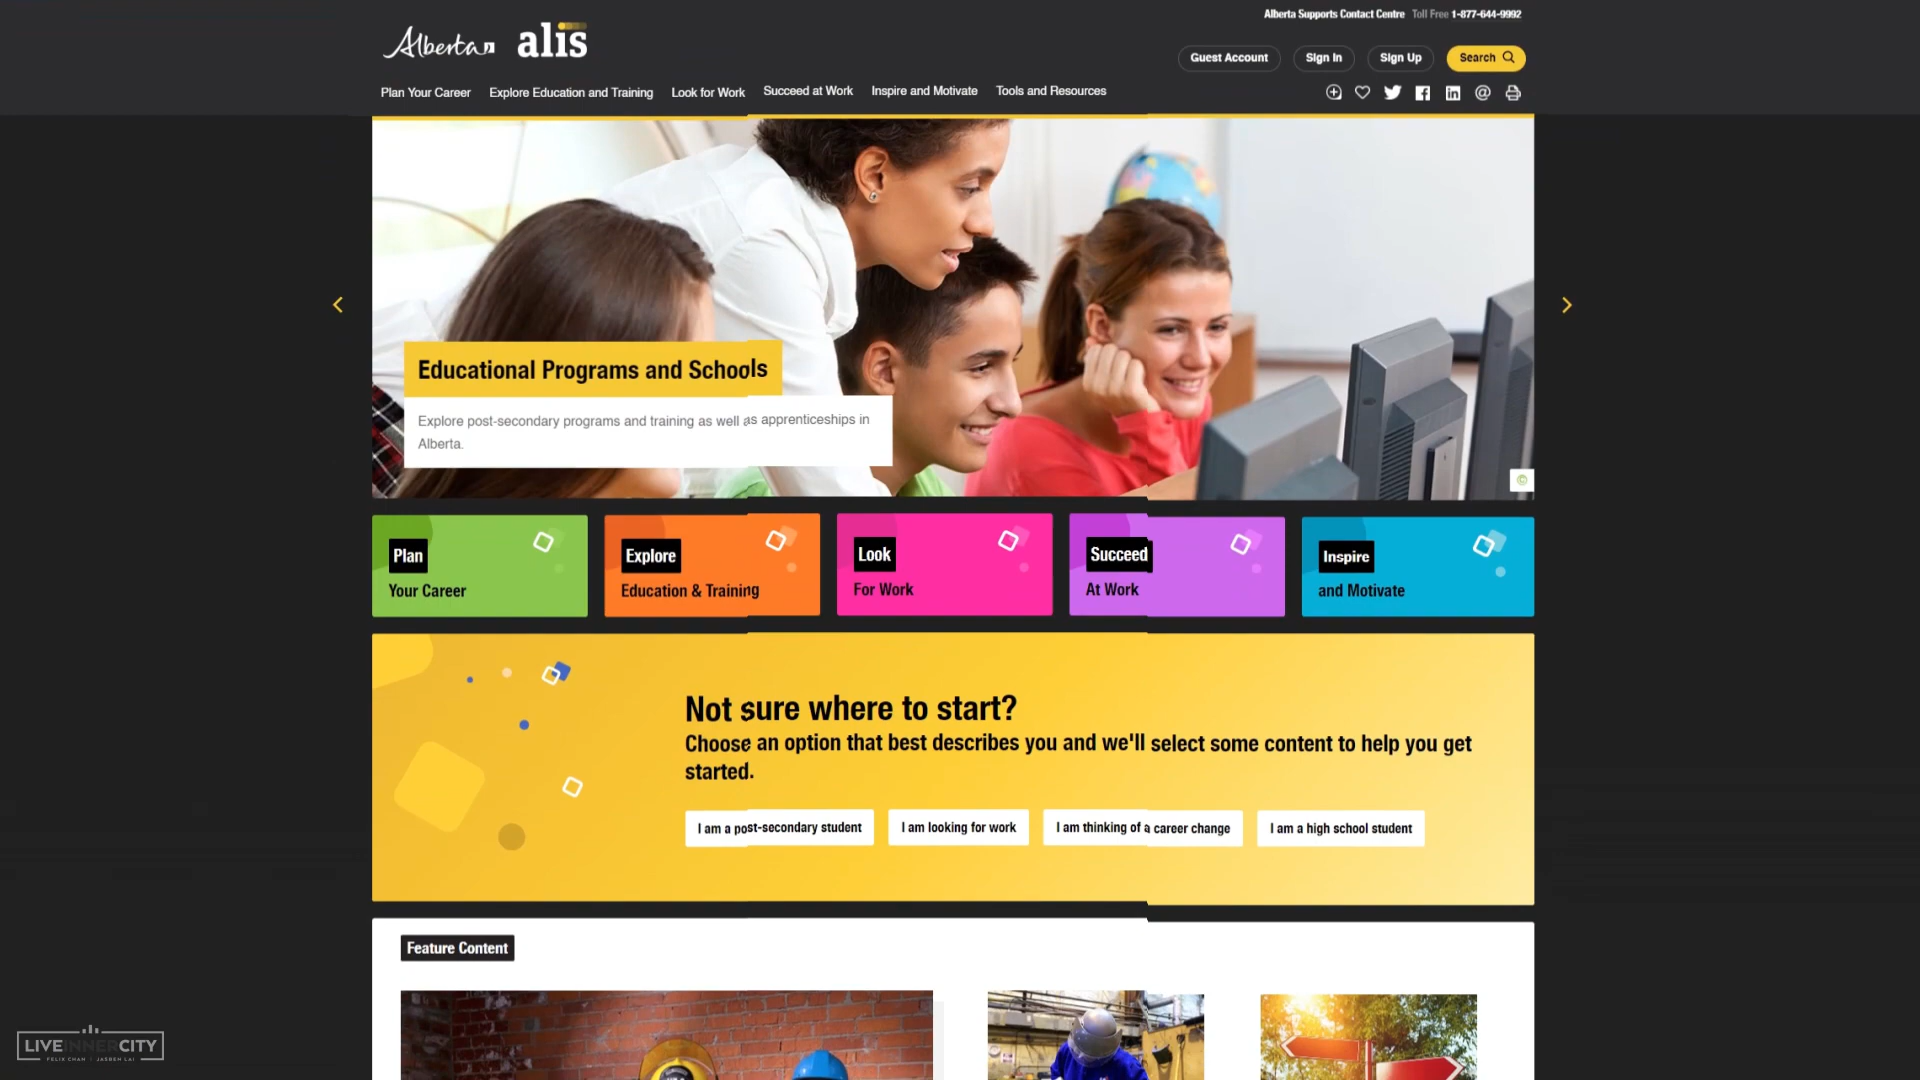 Alberta Supports Contact Centre Toll Free 1-877-644-9992
Alberta alis
Guest Account Sign In Sign Up Search
Plan Your Career Explore Education and Training Look for Work Succeed at Work Inspire and Motivate Tools and Resources
Educational Programs and Schools
Explore post-secondary programs and training as well as apprenticeships in
Alberta.
Plan
Your Career
Explore
Education & Training
Look
For Work
Succeed
At Work
Inspire
and Motivate
Not sure where to start?
Choose an option that best describes you and we'll select some content to help you get
started.
I am a post-secondary student I am looking for work I am thinking of a career change I am a high school student
Feature Content
LIVEINNERCITY
FELIX CHAN | JASREN LAI